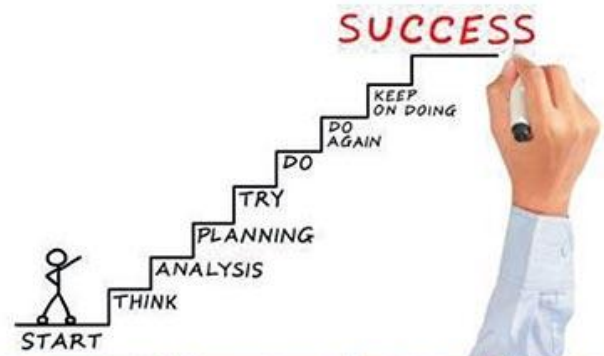 SUCCESS
KEEP
ON DOING
DO
AGAIN
DO
TRY
PLANNING
ANALYSIS
THINK
START